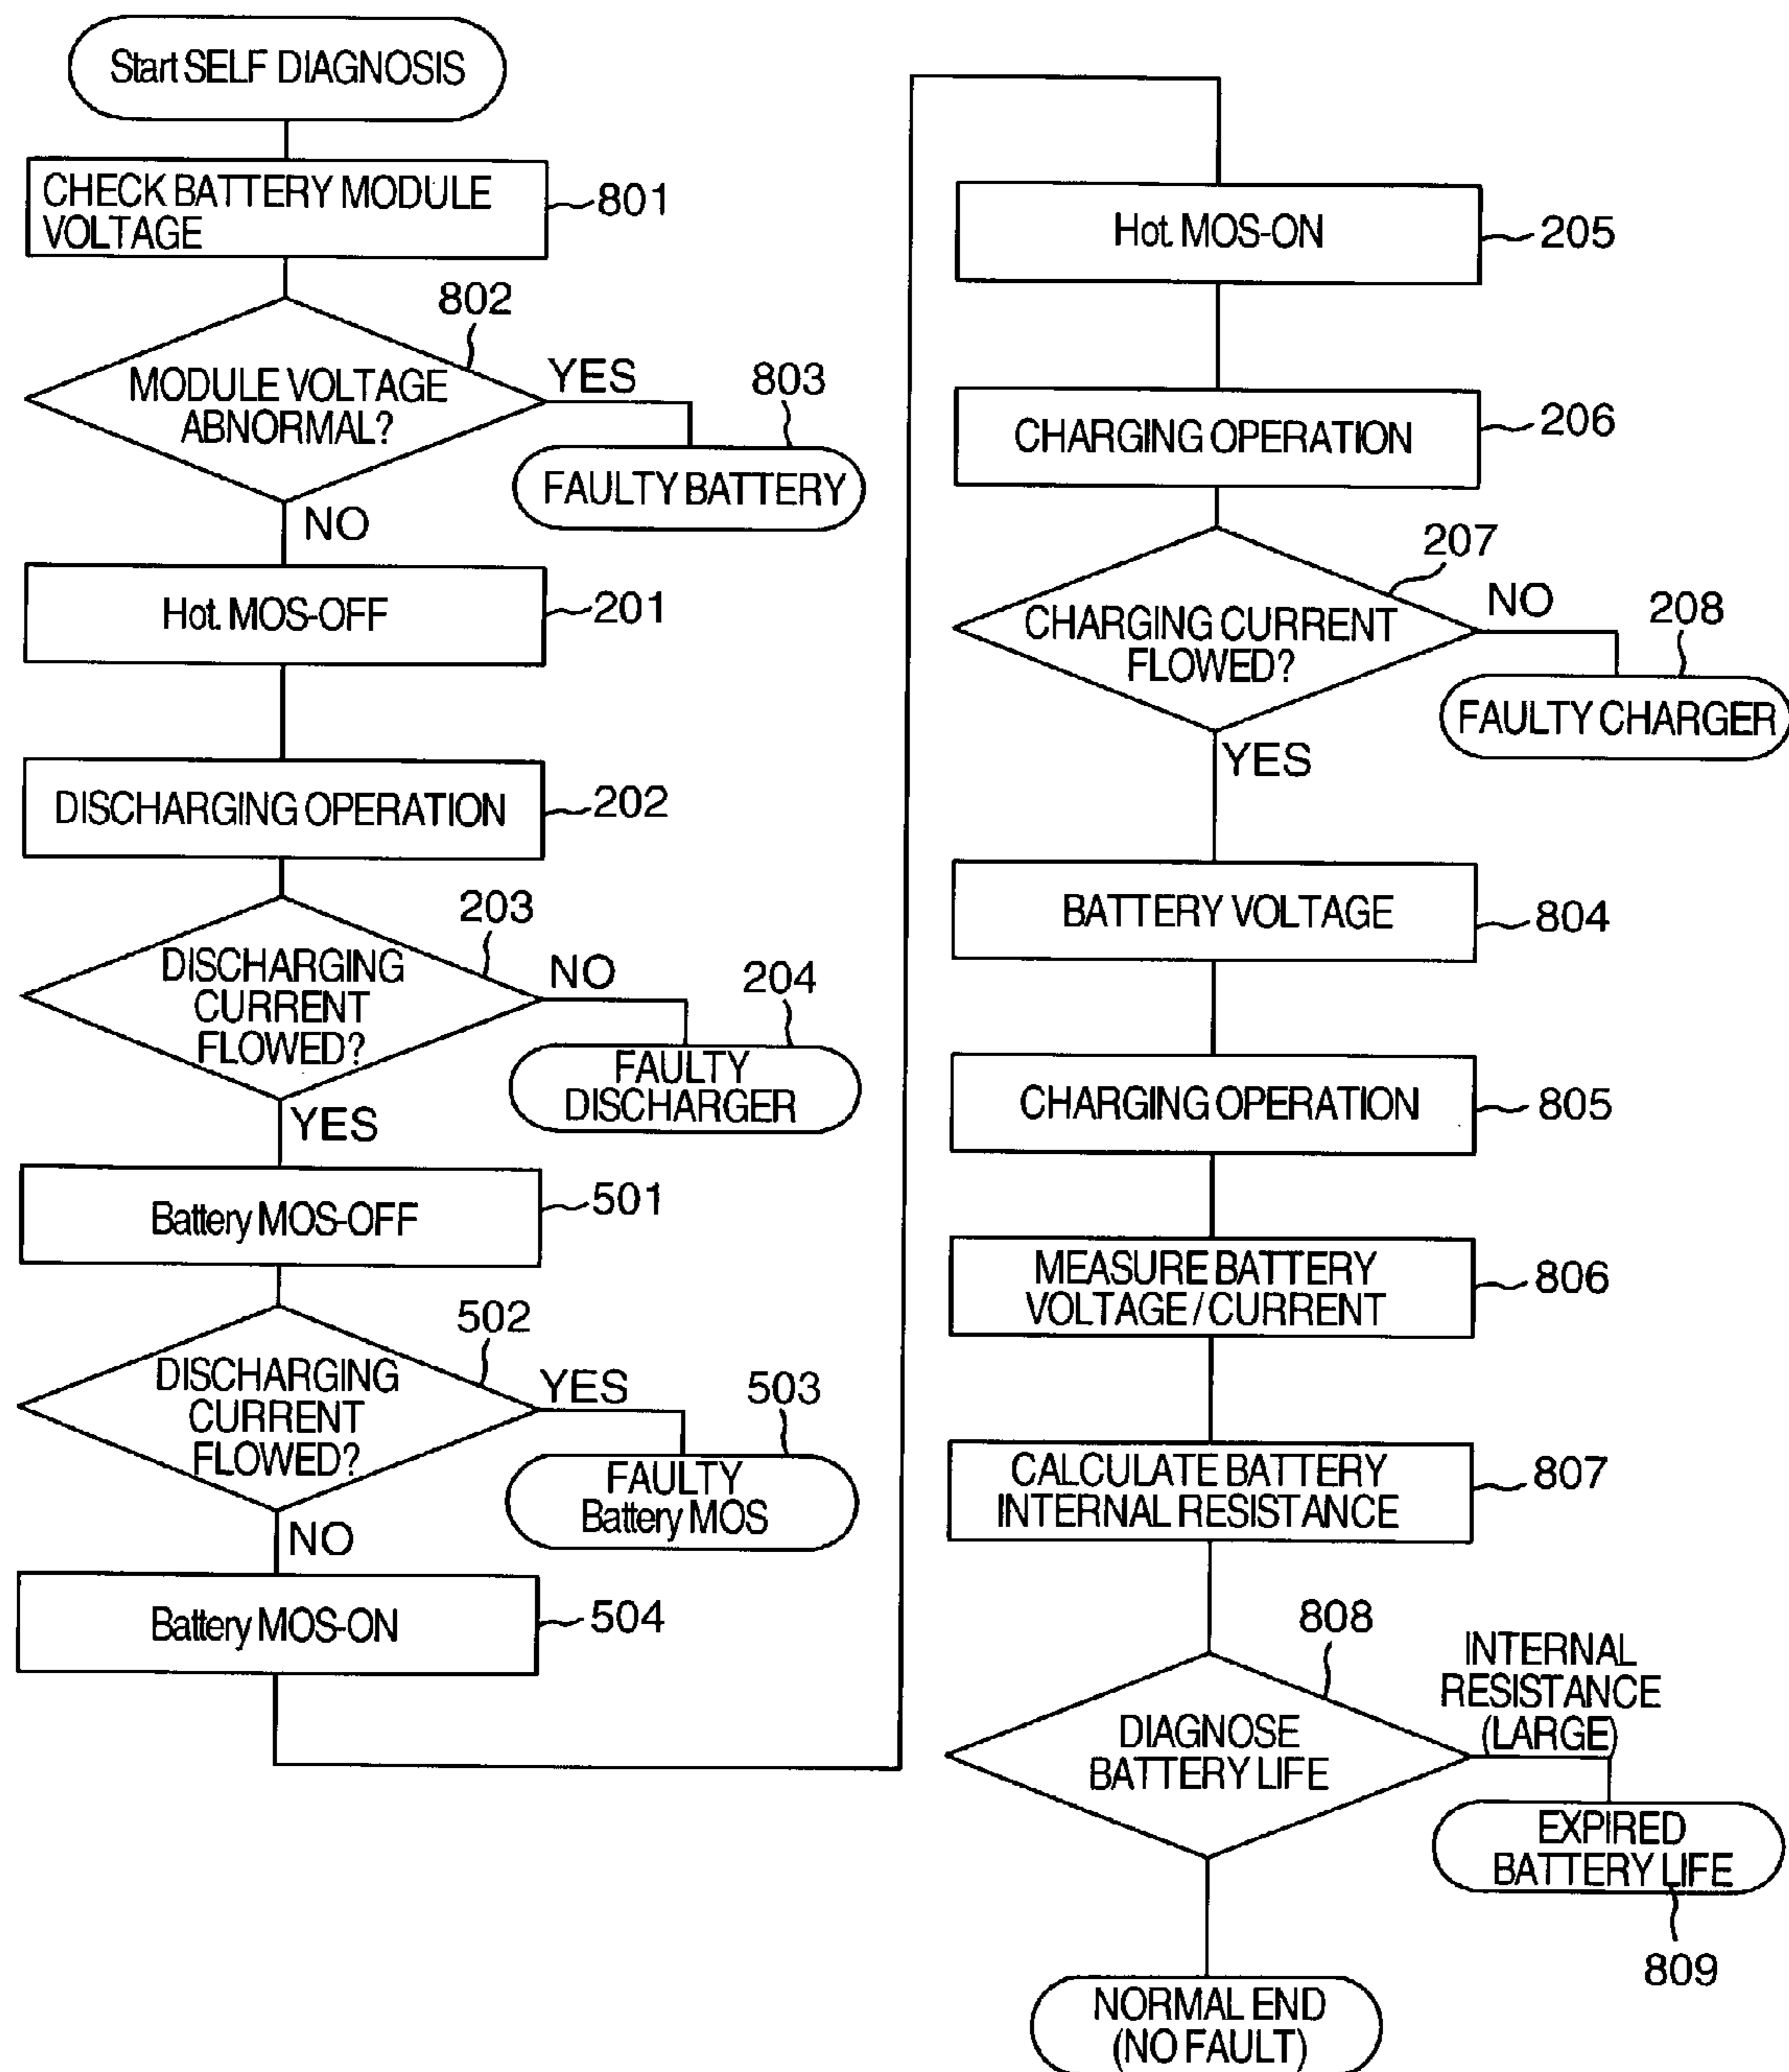 Start SELF DIAGNOSIS
CHECK BATTERY MODULE
VOLTAGE
801
802
MODULE VOLTAGE
ABNORMAL?
YES
803
FAULTY BATTERY
NO
Hot. MOS-OFF
201
DISCHARGING OPERATION
202
203
DISCHARGING
CURRENT
FLOWED?
NO
204
FAULTY
DISCHARGER
YES
Battery MOS-OFF
501
502
DISCHARGING
CURRENT
FLOWED?
YES
503
FAULTY
Battery MOS
NO
Battery MOS-ON
504
Hot. MOS-ON
205
CHARGING OPERATION
206
207
CHARGING CURRENT
FLOWED?
NO
208
FAULTY CHARGER
YES
BATTERY VOLTAGE
804
CHARGING OPERATION
805
MEASURE BATTERY
VOLTAGE/CURRENT
806
CALCULATE BATTERY
INTERNAL RESISTANCE
807
808
DIAGNOSE
BATTERY LIFE
INTERNAL
RESISTANCE
(LARGE)
EXPIRED
BATTERY LIFE
809
NORMAL END
(NO FAULT)